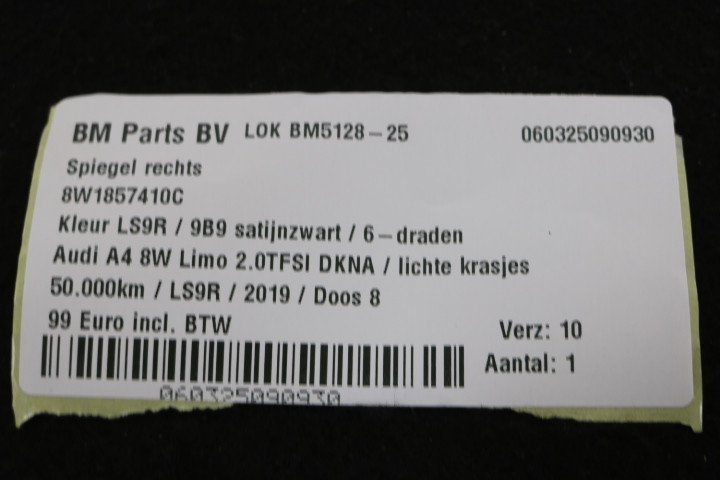 BM Parts BV LOK BM5128-25 060325090930
Spiegel rechts
8W1857410C
Kleur LS9R / 9B9 satijnzwart / 6-draden
Audi A4 8W Limo 2.0TFSI DKNA / lichte krasjes
50.000km / LS9R / 2019 / Doos 8
99 Euro incl. BTW
Verz: 10
Aantal: 1
060325090930